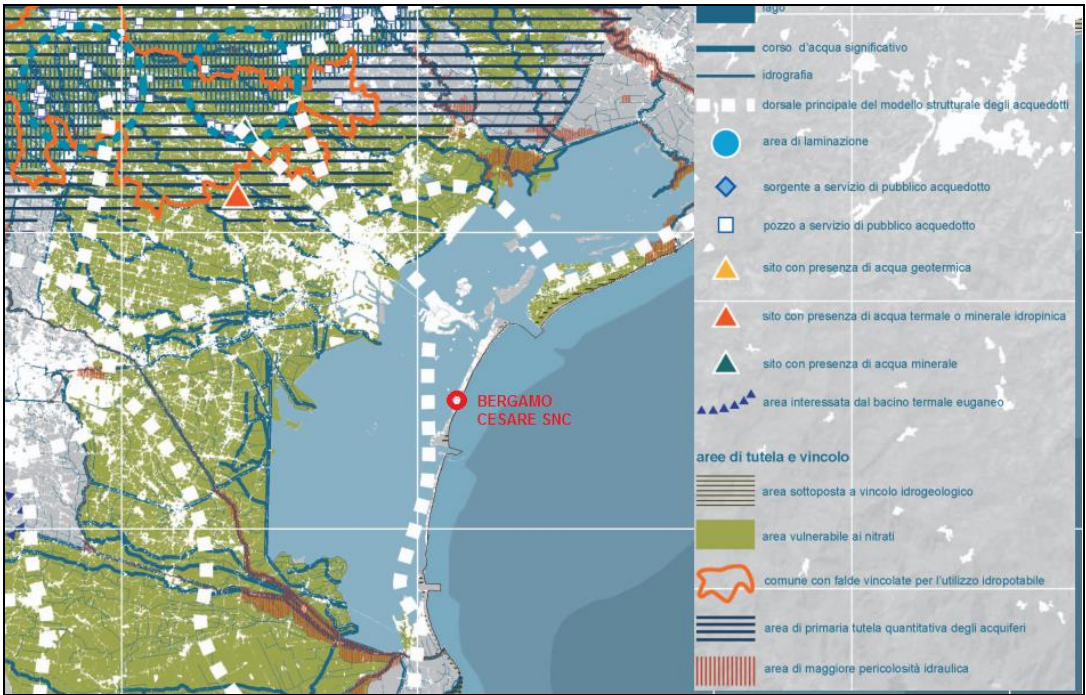 lago
corso d'acqua significativo
idrografia
dorsale principale del modello strutturale degli acquedotti
area di laminazione
sorgente a servizio di pubblico acquedotto
pozzo a servizio di pubblico acquedotto
sito con presenza di acqua geotermica
sito con presenza di acqua termale o minerale idropinica
sito con presenza di acqua minerale
area interessata dal bacino termale euganeo
BERGAMO
CESARE SNC
aree di tutela e vincolo
area sottoposta a vincolo idrogeologico
area vulnerabile ai nitrati
comune con falde vincolate per l'utilizzo idropotabile
area di primaria tutela quantitativa degli acquiferi
area di maggiore pericolosità idraulica